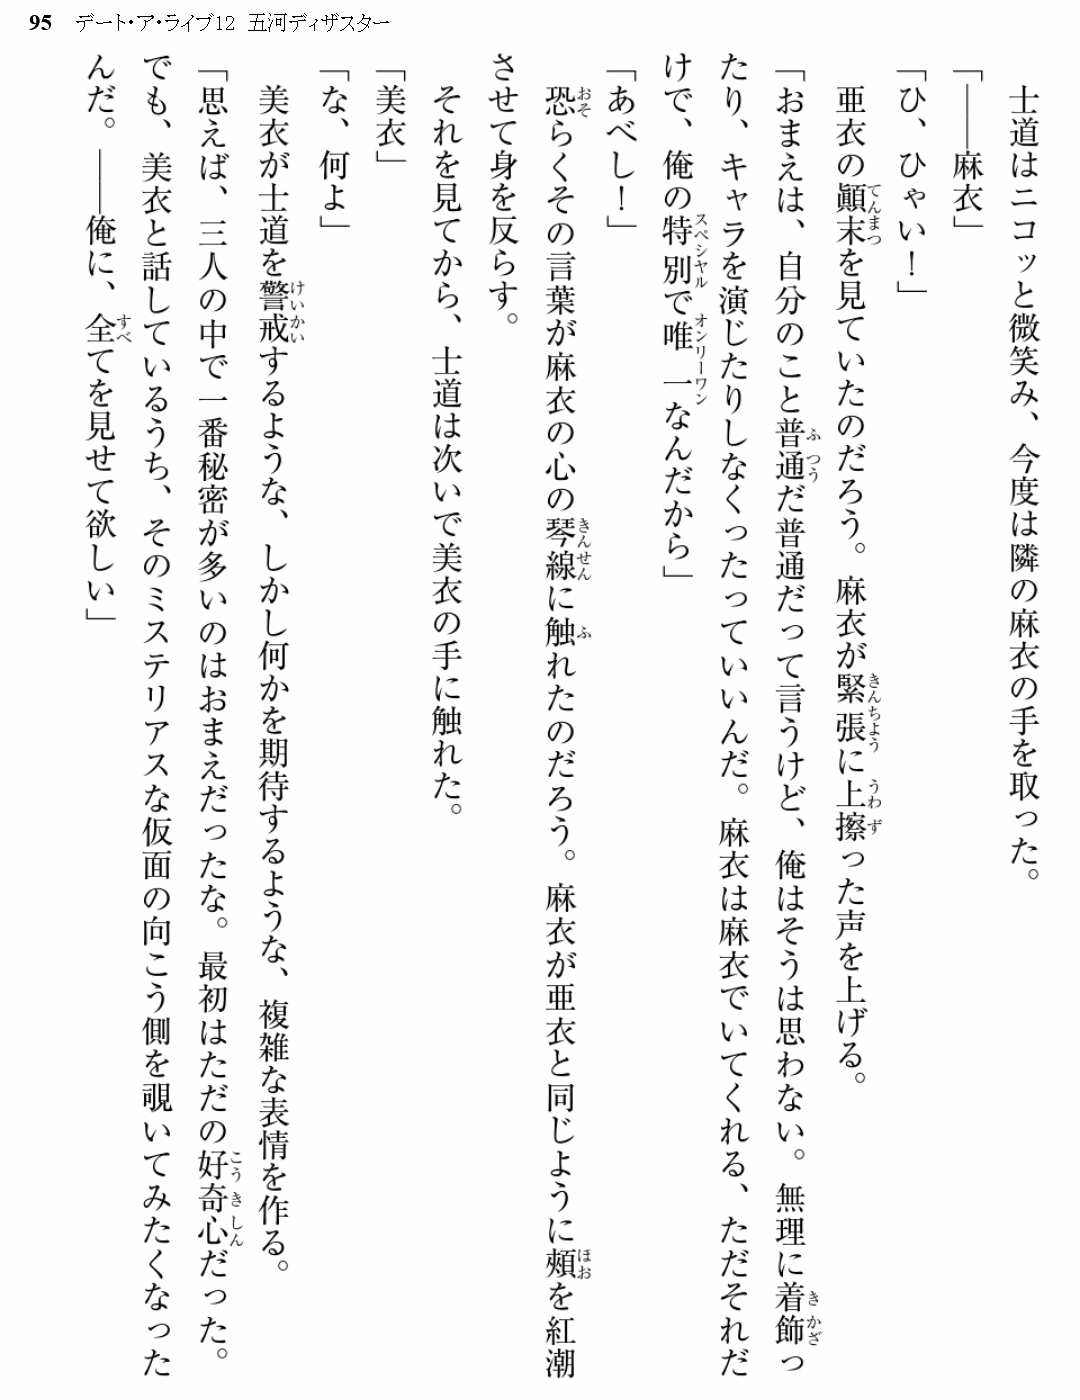 95 デート・ア・ライブ12 五河ディザスター
士道はニコッと微笑み、今度は隣の麻衣の手を取った。
「――麻衣」
「ひ、ひゃい！」
亜衣の顚末を見ていたのだろう。麻衣が緊張に上擦った声を上げる。
「おまえは、自分のこと普通だ普通だって言うけど、俺はそうは思わない。無理に着飾っ
たり、キャラを演じたりしなくったっていいんだ。麻衣は麻衣でいてくれる、ただそれだ
けで、俺の特別で唯一なんだから」
「あべし！」
恐らくその言葉が麻衣の心の琴線に触れたのだろう。麻衣が亜衣と同じように頰を紅潮
させて身を反らす。
それを見てから、士道は次いで美衣の手に触れた。
「美衣」
「な、何よ」
美衣が士道を警戒するような、しかし何かを期待するような、複雑な表情を作る。
「思えば、三人の中で一番秘密が多いのはおまえだったな。最初はただの好奇心だった。
でも、美衣と話しているうち、そのミステリアスな仮面の向こう側を覗いてみたくなった
んだ。――俺に、全てを見せて欲しい」